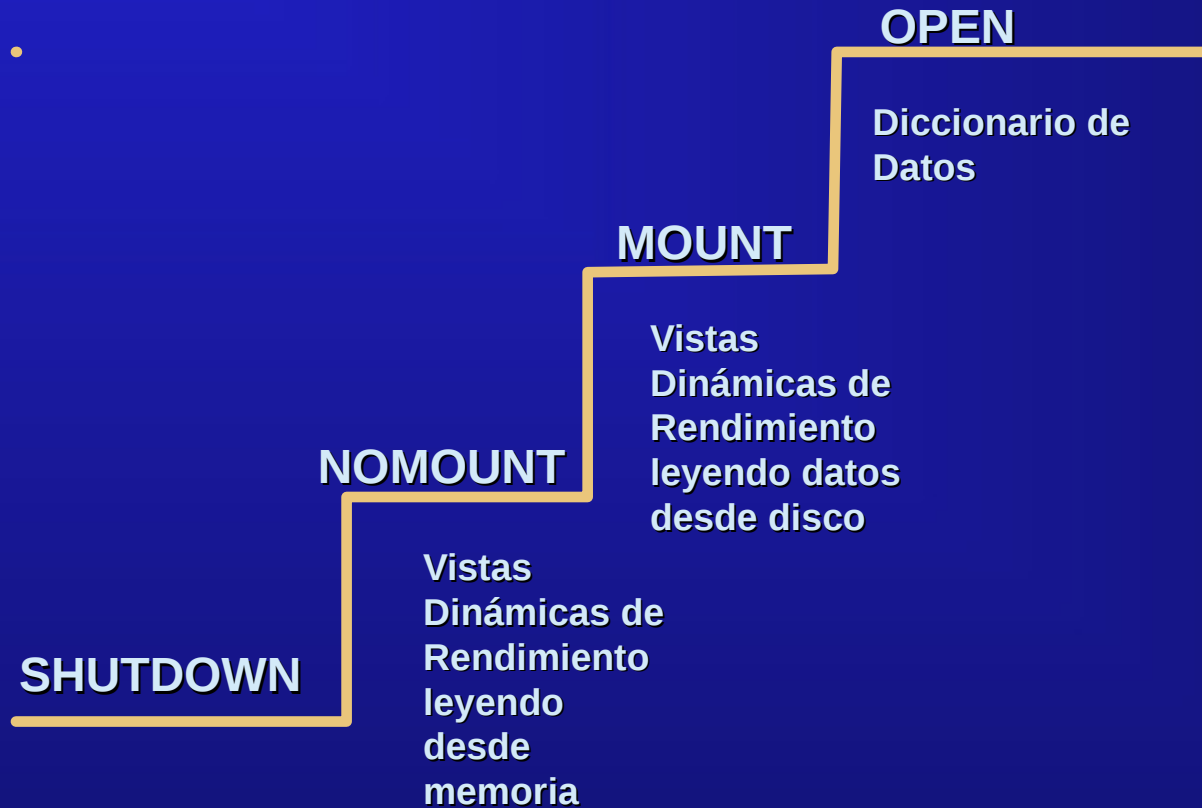 OPEN
Diccionario de
Datos
MOUNT
Vistas
Dinámicas de
Rendimiento
leyendo datos
desde disco
NOMOUNT
Vistas
Dinámicas de
Rendimiento
leyendo
desde
memoria
SHUTDOWN